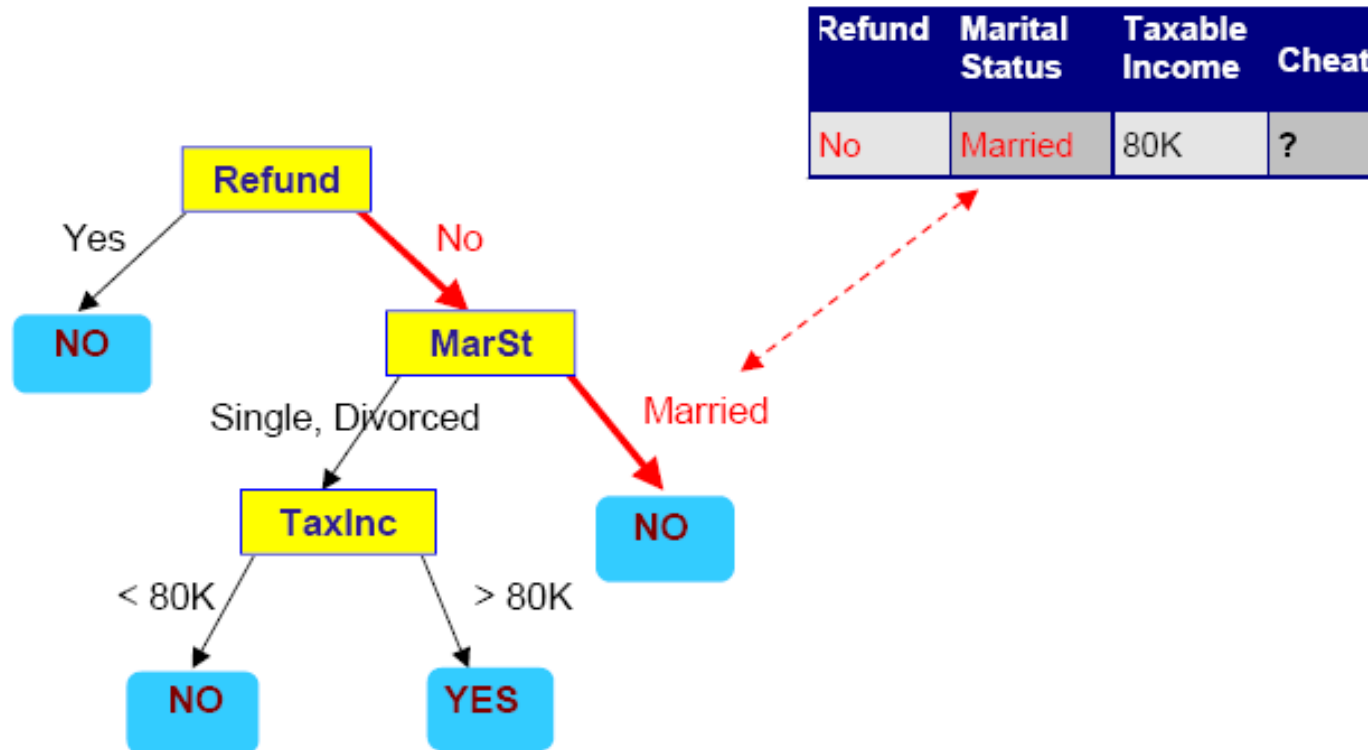 Refund Marital Status Taxable Income Cheat
No Married 80K ?
Refund
Yes No
NO MarSt
Single, Divorced Married
TaxInc NO
< 80K > 80K
NO YES